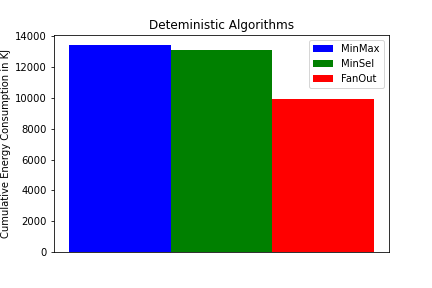 Deteministic Algorithms
Cumulative Energy Consumption in KJ
14000
12000
10000
8000
6000
4000
2000
0
MinMax
MinSel
FanOut